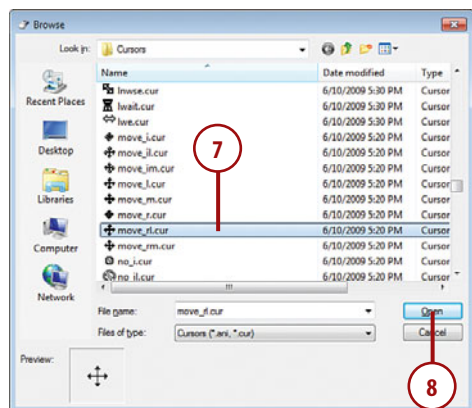 Browse
Look in: Cursors
Name Date modified Type
lnwse.cur 6/10/2009 5:30 PM Cursor
lwait.cur 6/10/2009 5:30 PM Cursor
lwe.cur 6/10/2009 5:30 PM Cursor
move_i.cur 6/10/2009 5:20 PM Cursor
move_il.cur 6/10/2009 5:20 PM Cursor
move_im.cur 6/10/2009 5:20 PM Cursor
move_l.cur 6/10/2009 5:20 PM Cursor
move_m.cur 6/10/2009 5:20 PM Cursor
move_r.cur 6/10/2009 5:20 PM Cursor
move_rl.cur 6/10/2009 5:20 PM Cursor
move_rm.cur 6/10/2009 5:20 PM Cursor
no_i.cur 6/10/2009 5:20 PM Cursor
no_il.cur 6/10/2009 5:20 PM Cursor
Recent Places
Desktop
Libraries
Computer
Network
7
File name: move_rl.cur Open
Files of type: Cursors (*.ani, *.cur) Cancel
Preview:
8